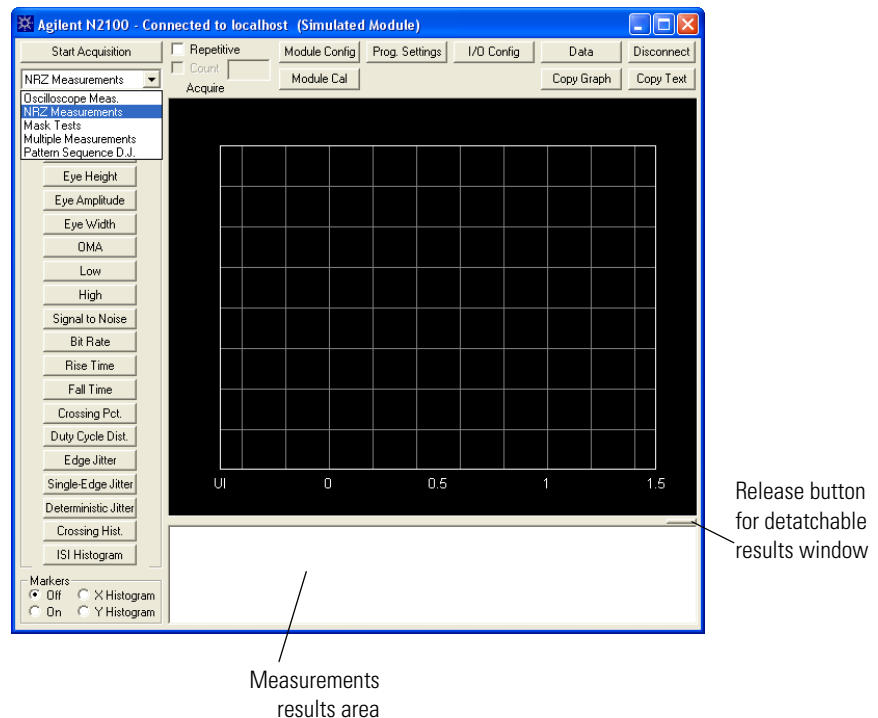 Agilent N2100 - Connected to localhost (Simulated Module)
Start Acquisition
Repetitive
Module Config
Prog. Settings
I/O Config
Data
Disconnect
NRZ Measurements
Count
Acquire
Module Cal
Copy Graph
Copy Text
Oscilloscope Meas.
NRZ Measurements
Mask Tests
Multiple Measurements
Pattern Sequence D.J.
Eye Height
Eye Amplitude
Eye Width
OMA
Low
High
Signal to Noise
Bit Rate
Rise Time
Fall Time
Crossing Pct.
Duty Cycle Dist.
Edge Jitter
Single-Edge Jitter
Deterministic Jitter
Crossing Hist.
ISI Histogram
UI 0 0.5 1 1.5
Markers
Off
X Histogram
On
Y Histogram
Release button
for detatchable
results window
Measurements
results area